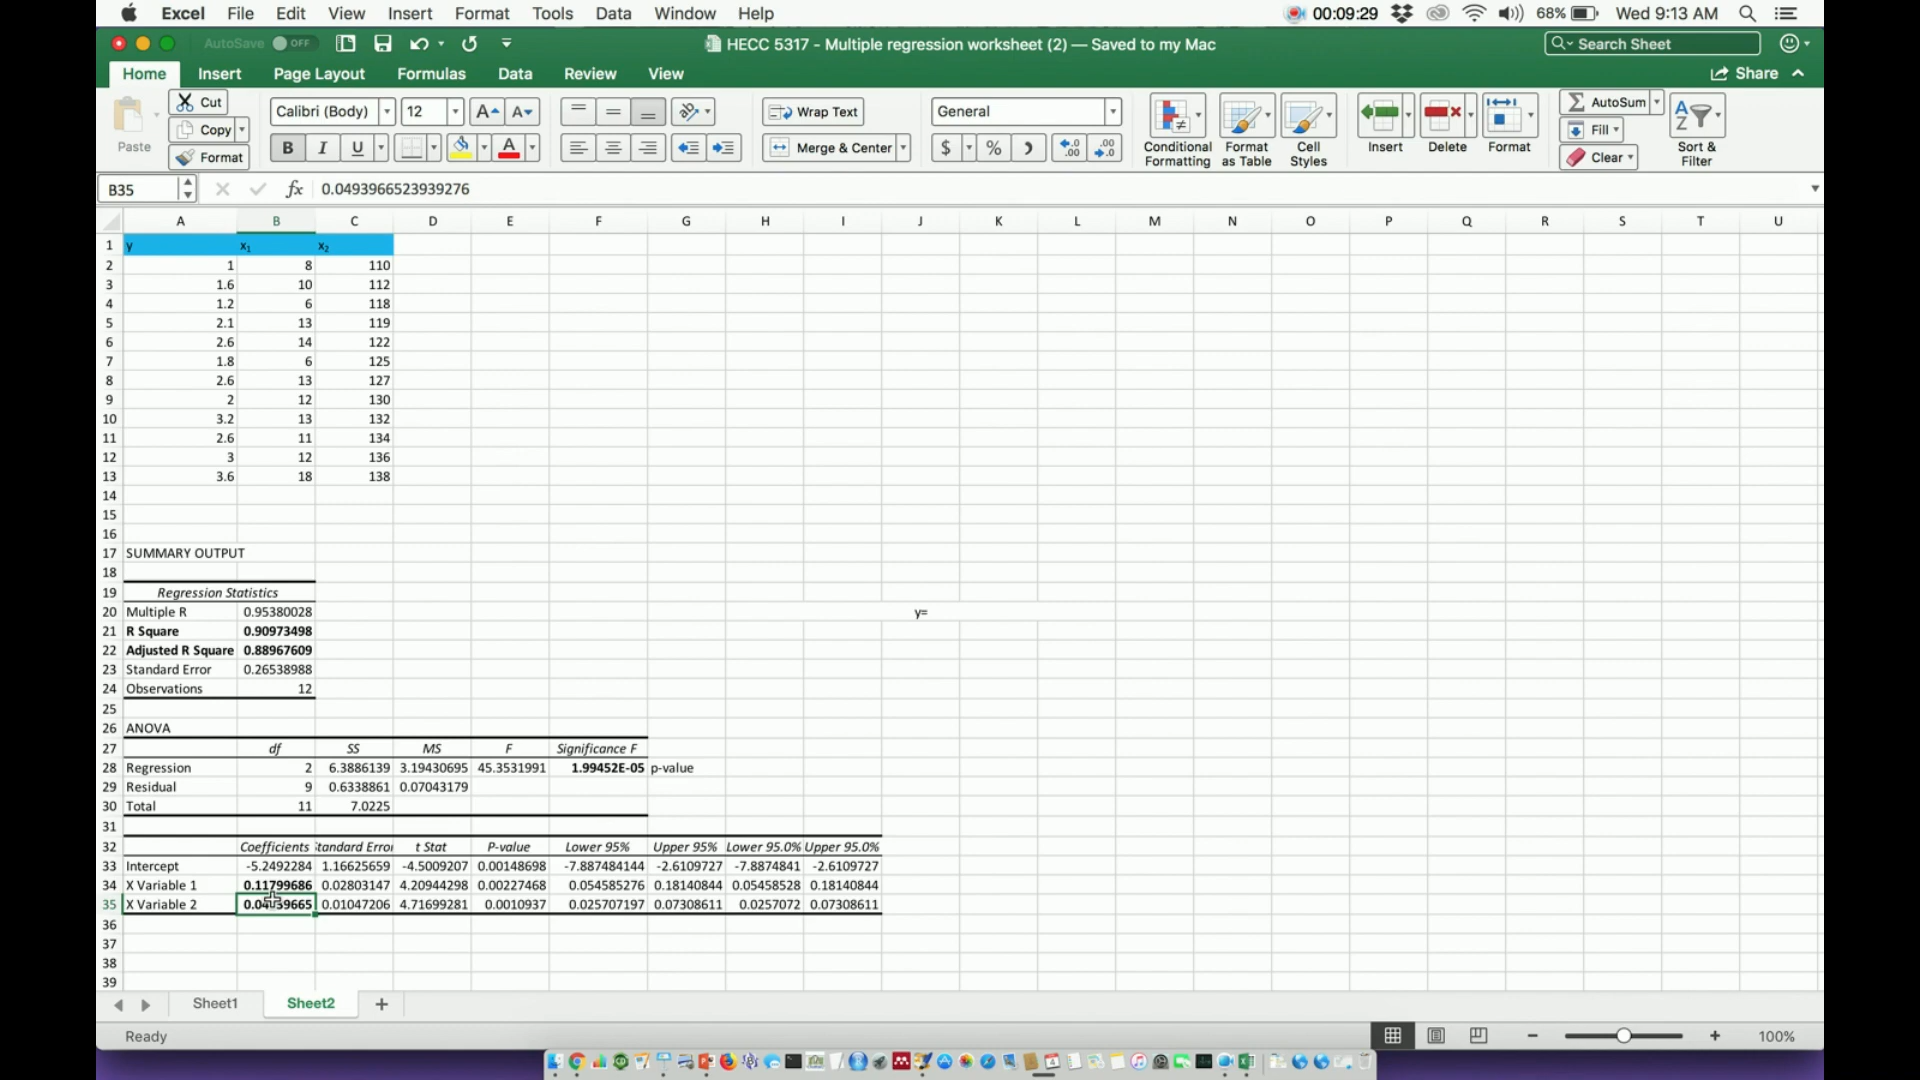 Excel File Edit View Insert Format Tools Data Window Help 00:09:29 68% Wed 9:13 AM
AutoSave OFF HECC 5317 - Multiple regression worksheet (2) — Saved to my Mac Search Sheet
Home Insert Page Layout Formulas Data Review View Share
Paste Cut Copy Format Calibri (Body) 12 A A Wrap Text General Conditional Formatting Format as Table Cell Styles Insert Delete Format AutoSum Fill Clear Sort & Filter
B I U A Merge & Center $ % .00
B35 fx 0.0493966523939276
A B C D E F G H I J K L M N O P Q R S T U
1 y x₁ x₂
2 1 8 110
3 1.6 10 112
4 1.2 6 118
5 2.1 13 119
6 2.6 14 122
7 1.8 6 125
8 2.6 13 127
9 2 12 130
10 3.2 13 132
11 2.6 11 134
12 3 12 136
13 3.6 18 138
14
15
16
17 SUMMARY OUTPUT
18
19 Regression Statistics
20 Multiple R 0.95380028 y=
21 R Square 0.90973498
22 Adjusted R Square 0.88967609
23 Standard Error 0.26538988
24 Observations 12
25
26 ANOVA
27 df SS MS F Significance F
28 Regression 2 6.3886139 3.19430695 45.3531991 1.99452E-05 p-value
29 Residual 9 0.6338861 0.07043179
30 Total 11 7.0225
31
32 Coefficients tandard Error t Stat P-value Lower 95% Upper 95% Lower 95.0% Upper 95.0%
33 Intercept -5.2492284 1.16625659 -4.5009207 0.00148698 -7.887484144 -2.6109727 -7.8874841 -2.6109727
34 X Variable 1 0.11799686 0.02803147 4.20944298 0.00227468 0.054585276 0.18140844 0.05458528 0.18140844
35 X Variable 2 0.01047206 4.71699281 0.0010937 0.025707197 0.07308611 0.0257072 0.07308611
36
37
38
39
Sheet1 Sheet2 +
Ready 100%